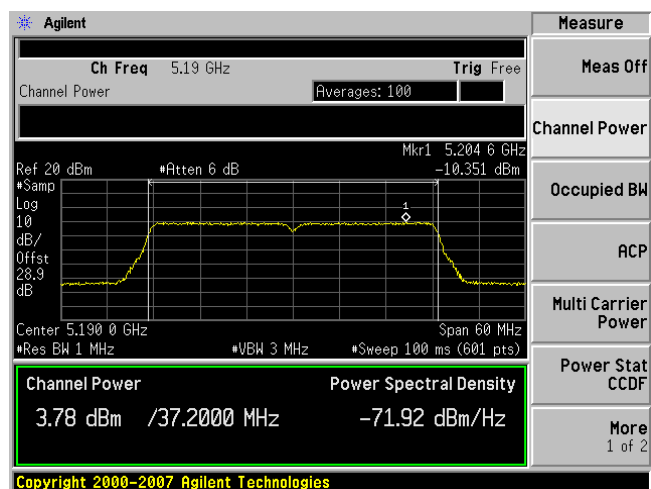 Agilent
Measure
Ch Freq 5.19 GHz Trig Free
Meas Off
Channel Power Averages: 100
Channel Power
Mkr1 5.204 6 GHz
Ref 20 dBm #Atten 6 dB -10.351 dBm
#Samp
Log
10
dB/
Offst
28.9
dB
1
Occupied BW
ACP
Multi Carrier
Power
Center 5.190 0 GHz Span 60 MHz
#Res BW 1 MHz #VBW 3 MHz #Sweep 100 ms (601 pts)
Power Stat
CCDF
Channel Power Power Spectral Density
3.78 dBm /37.2000 MHz -71.92 dBm/Hz
More
1 of 2
Copyright 2000-2007 Agilent Technologies